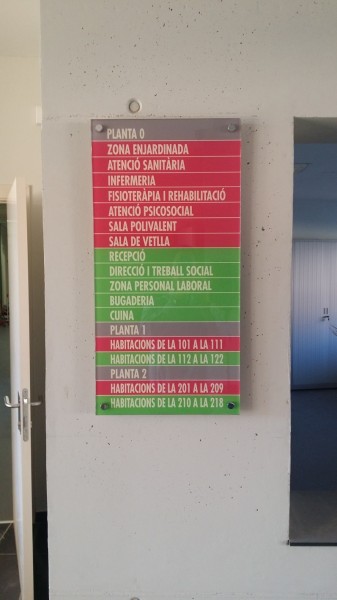 PLANTA 0
ZONA ENJARDINADA
ATENCIÓ SANITÀRIA
INFERMERIA
FISIOTERÀPIA I REHABILITACIÓ
ATENCIÓ PSICOSOCIAL
SALA POLIVALENT
SALA DE VETLLA
RECEPCIÓ
DIRECCIÓ I TREBALL SOCIAL
ZONA PERSONAL LABORAL
BUGADERIA
CUINA
PLANTA 1
HABITACIONS DE LA 101 A LA 111
HABITACIONS DE LA 112 A LA 122
PLANTA 2
HABITACIONS DE LA 201 A LA 209
HABITACIONS DE LA 210 A LA 218